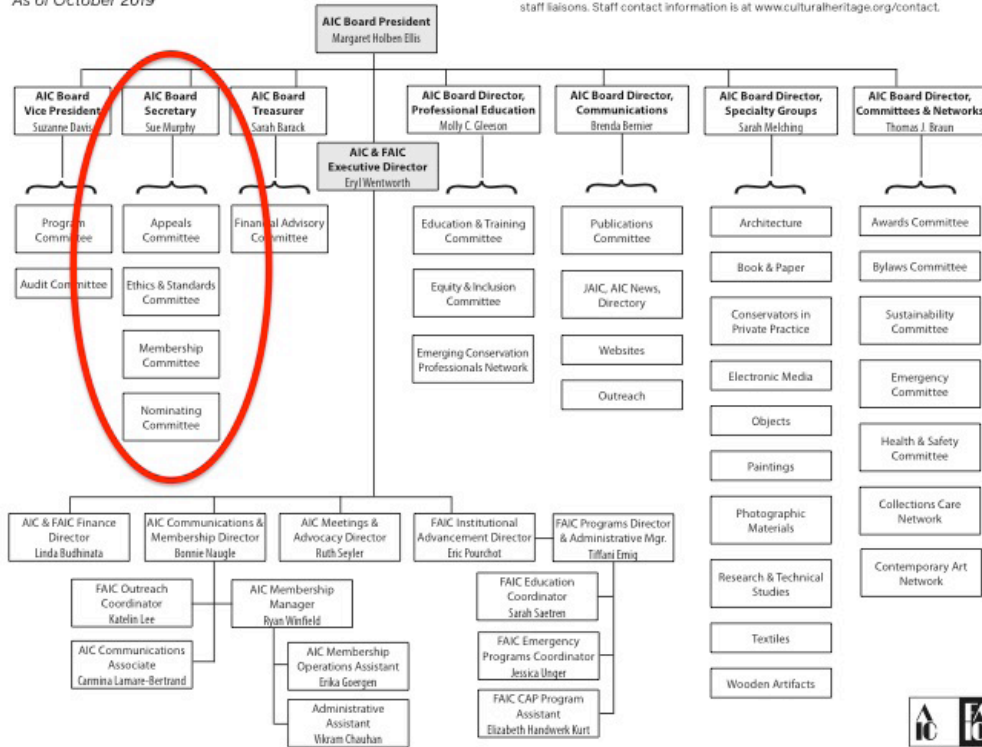 As of October 2019
staff liaisons. Staff contact information is at www.culturalheritage.org/contact.
AIC Board President
Margaret Holben Ellis
AIC Board
Vice President
Suzanne Davis
AIC Board
Secretary
Sue Murphy
AIC Board
Treasurer
Sarah Barack
AIC Board Director,
Professional Education
Molly C. Gleeson
AIC Board Director,
Communications
Brenda Bernier
AIC Board Director,
Specialty Groups
Sarah Melching
AIC Board Director,
Committees & Networks
Thomas J. Braun
AIC & FAIC
Executive Director
Eryl Wentworth
Program
Committee
Audit Committee
Appeals
Committee
Ethics & Standards
Committee
Membership
Committee
Nominating
Committee
Financial Advisory
Committee
Education & Training
Committee
Equity & Inclusion
Committee
Emerging Conservation
Professionals Network
Publications
Committee
JAIC, AIC News,
Directory
Websites
Outreach
Architecture
Book & Paper
Conservators in
Private Practice
Electronic Media
Objects
Paintings
Photographic
Materials
Research & Technical
Studies
Textiles
Wooden Artifacts
Awards Committee
Bylaws Committee
Sustainability
Committee
Emergency
Committee
Health & Safety
Committee
Collections Care
Network
Contemporary Art
Network
AIC & FAIC Finance
Director
Linda Budhinata
AIC Communications &
Membership Director
Bonnie Naugle
AIC Meetings &
Advocacy Director
Ruth Seyler
FAIC Institutional
Advancement Director
Eric Pourchot
FAIC Programs Director
& Administrative Mgr.
Tiffani Emig
FAIC Outreach
Coordinator
Katelin Lee
AIC Membership
Manager
Ryan Winfield
AIC Communications
Associate
Carmina Lamare-Bertrand
AIC Membership
Operations Assistant
Erika Goergen
Administrative
Assistant
Vikram Chauhan
FAIC Education
Coordinator
Sarah Saetren
FAIC Emergency
Programs Coordinator
Jessica Unger
FAIC CAP Program
Assistant
Elizabeth Handwerk Kurt
A
IC
FA
IC